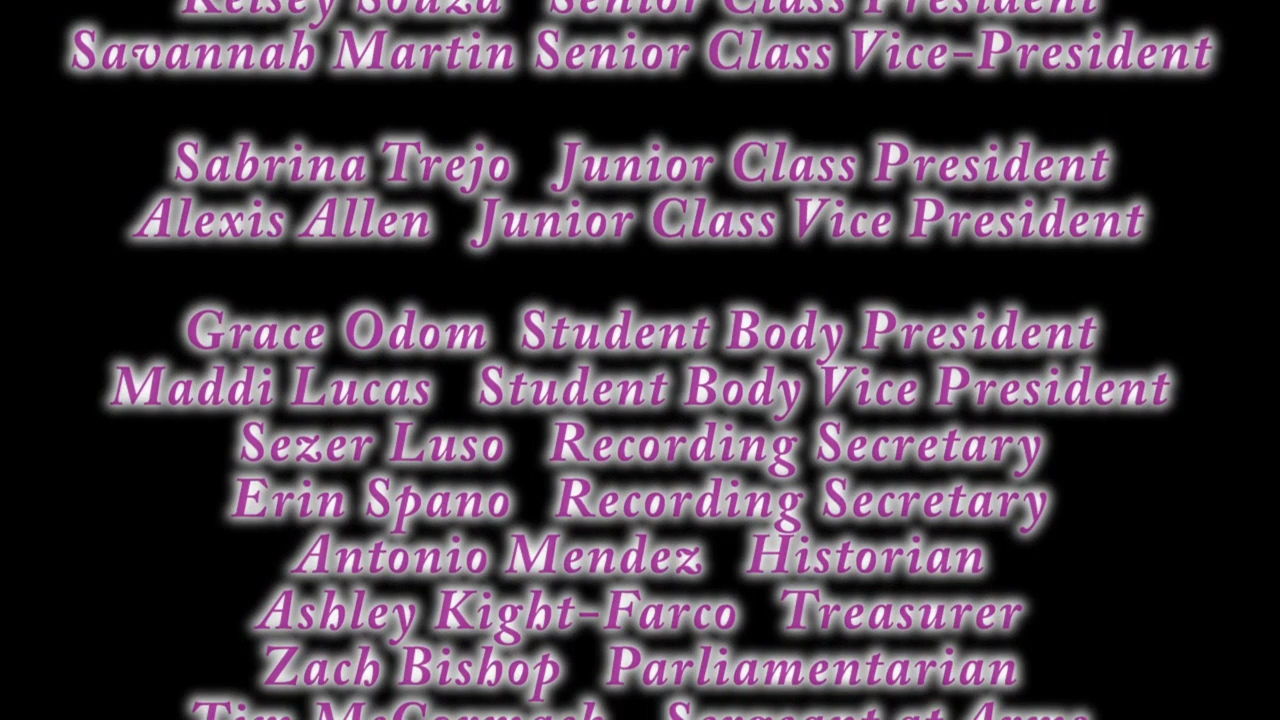 Kelsey Souza Senior Class President
Savannah Martin Senior Class Vice-President
Sabrina Trejo Junior Class President
Alexis Allen Junior Class Vice President
Grace Odom Student Body President
Maddi Lucas Student Body Vice President
Sezer Luso Recording Secretary
Erin Spano Recording Secretary
Antonio Mendez Historian
Ashley Kight-Farco Treasurer
Zach Bishop Parliamentarian
Tim McCormach Sergeant at Arms